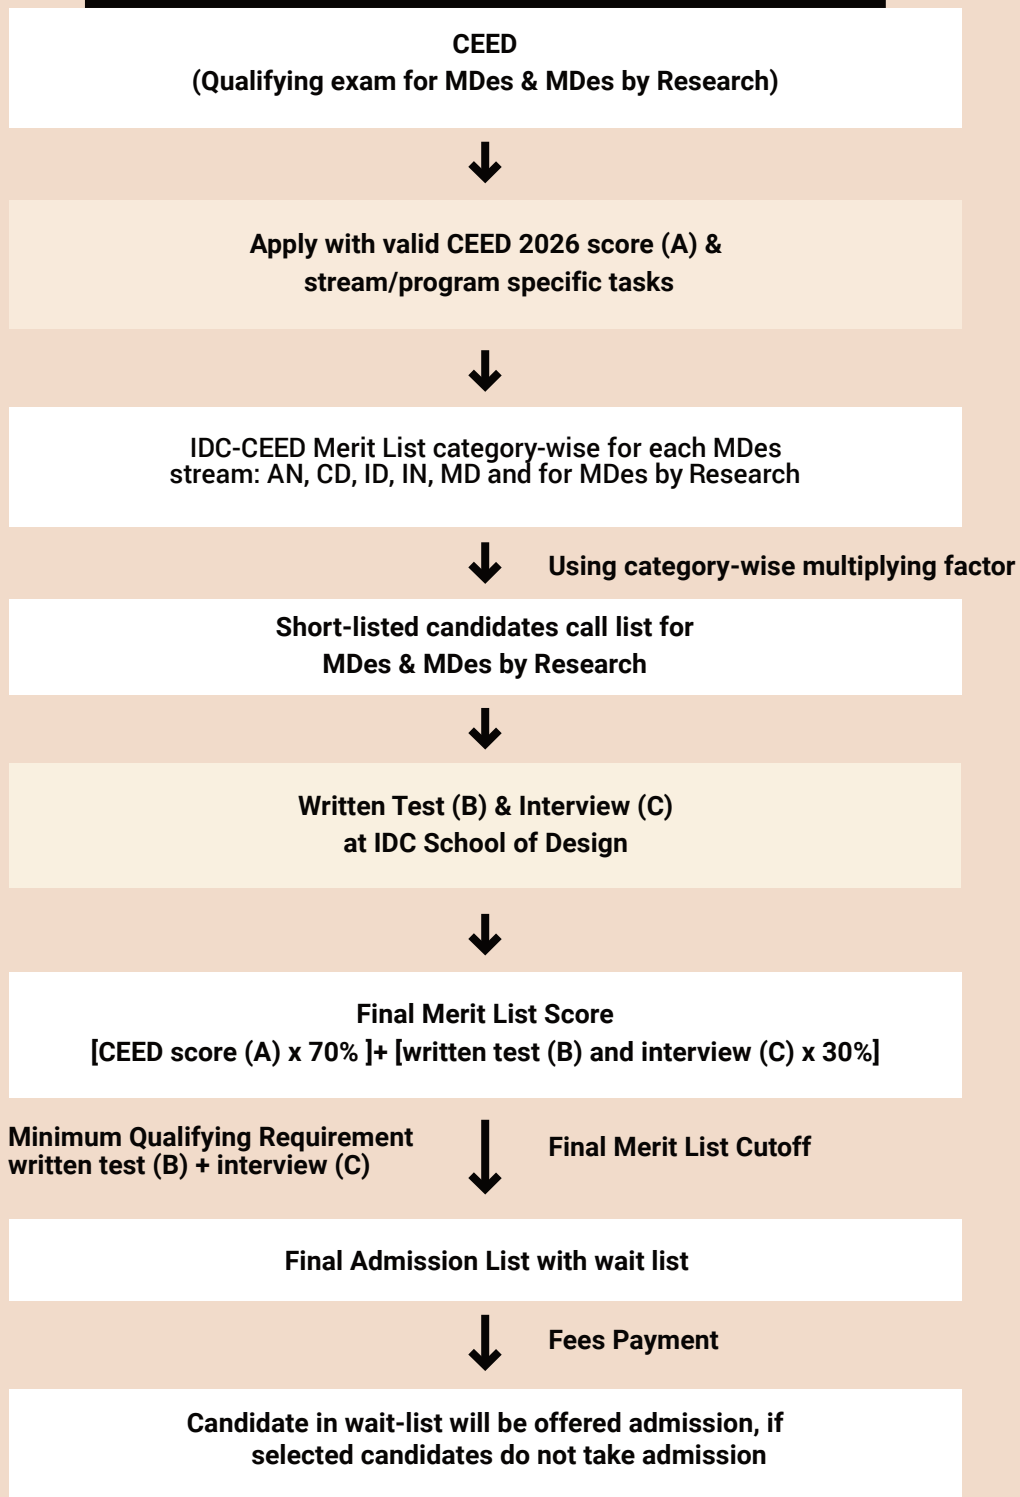 CEED
(Qualifying exam for MDes & MDes by Research)
Apply with valid CEED 2026 score (A) &
stream/program specific tasks
IDC-CEED Merit List category-wise for each MDes
stream: AN, CD, ID, IN, MD and for MDes by Research
Using category-wise multiplying factor
Short-listed candidates call list for
MDes & MDes by Research
Written Test (B) & Interview (C)
at IDC School of Design
Final Merit List Score
[CEED score (A) x 70% ]+ [written test (B) and interview (C) x 30%]
Minimum Qualifying Requirement
written test (B) + interview (C)
Final Merit List Cutoff
Final Admission List with wait list
Fees Payment
Candidate in wait-list will be offered admission, if
selected candidates do not take admission